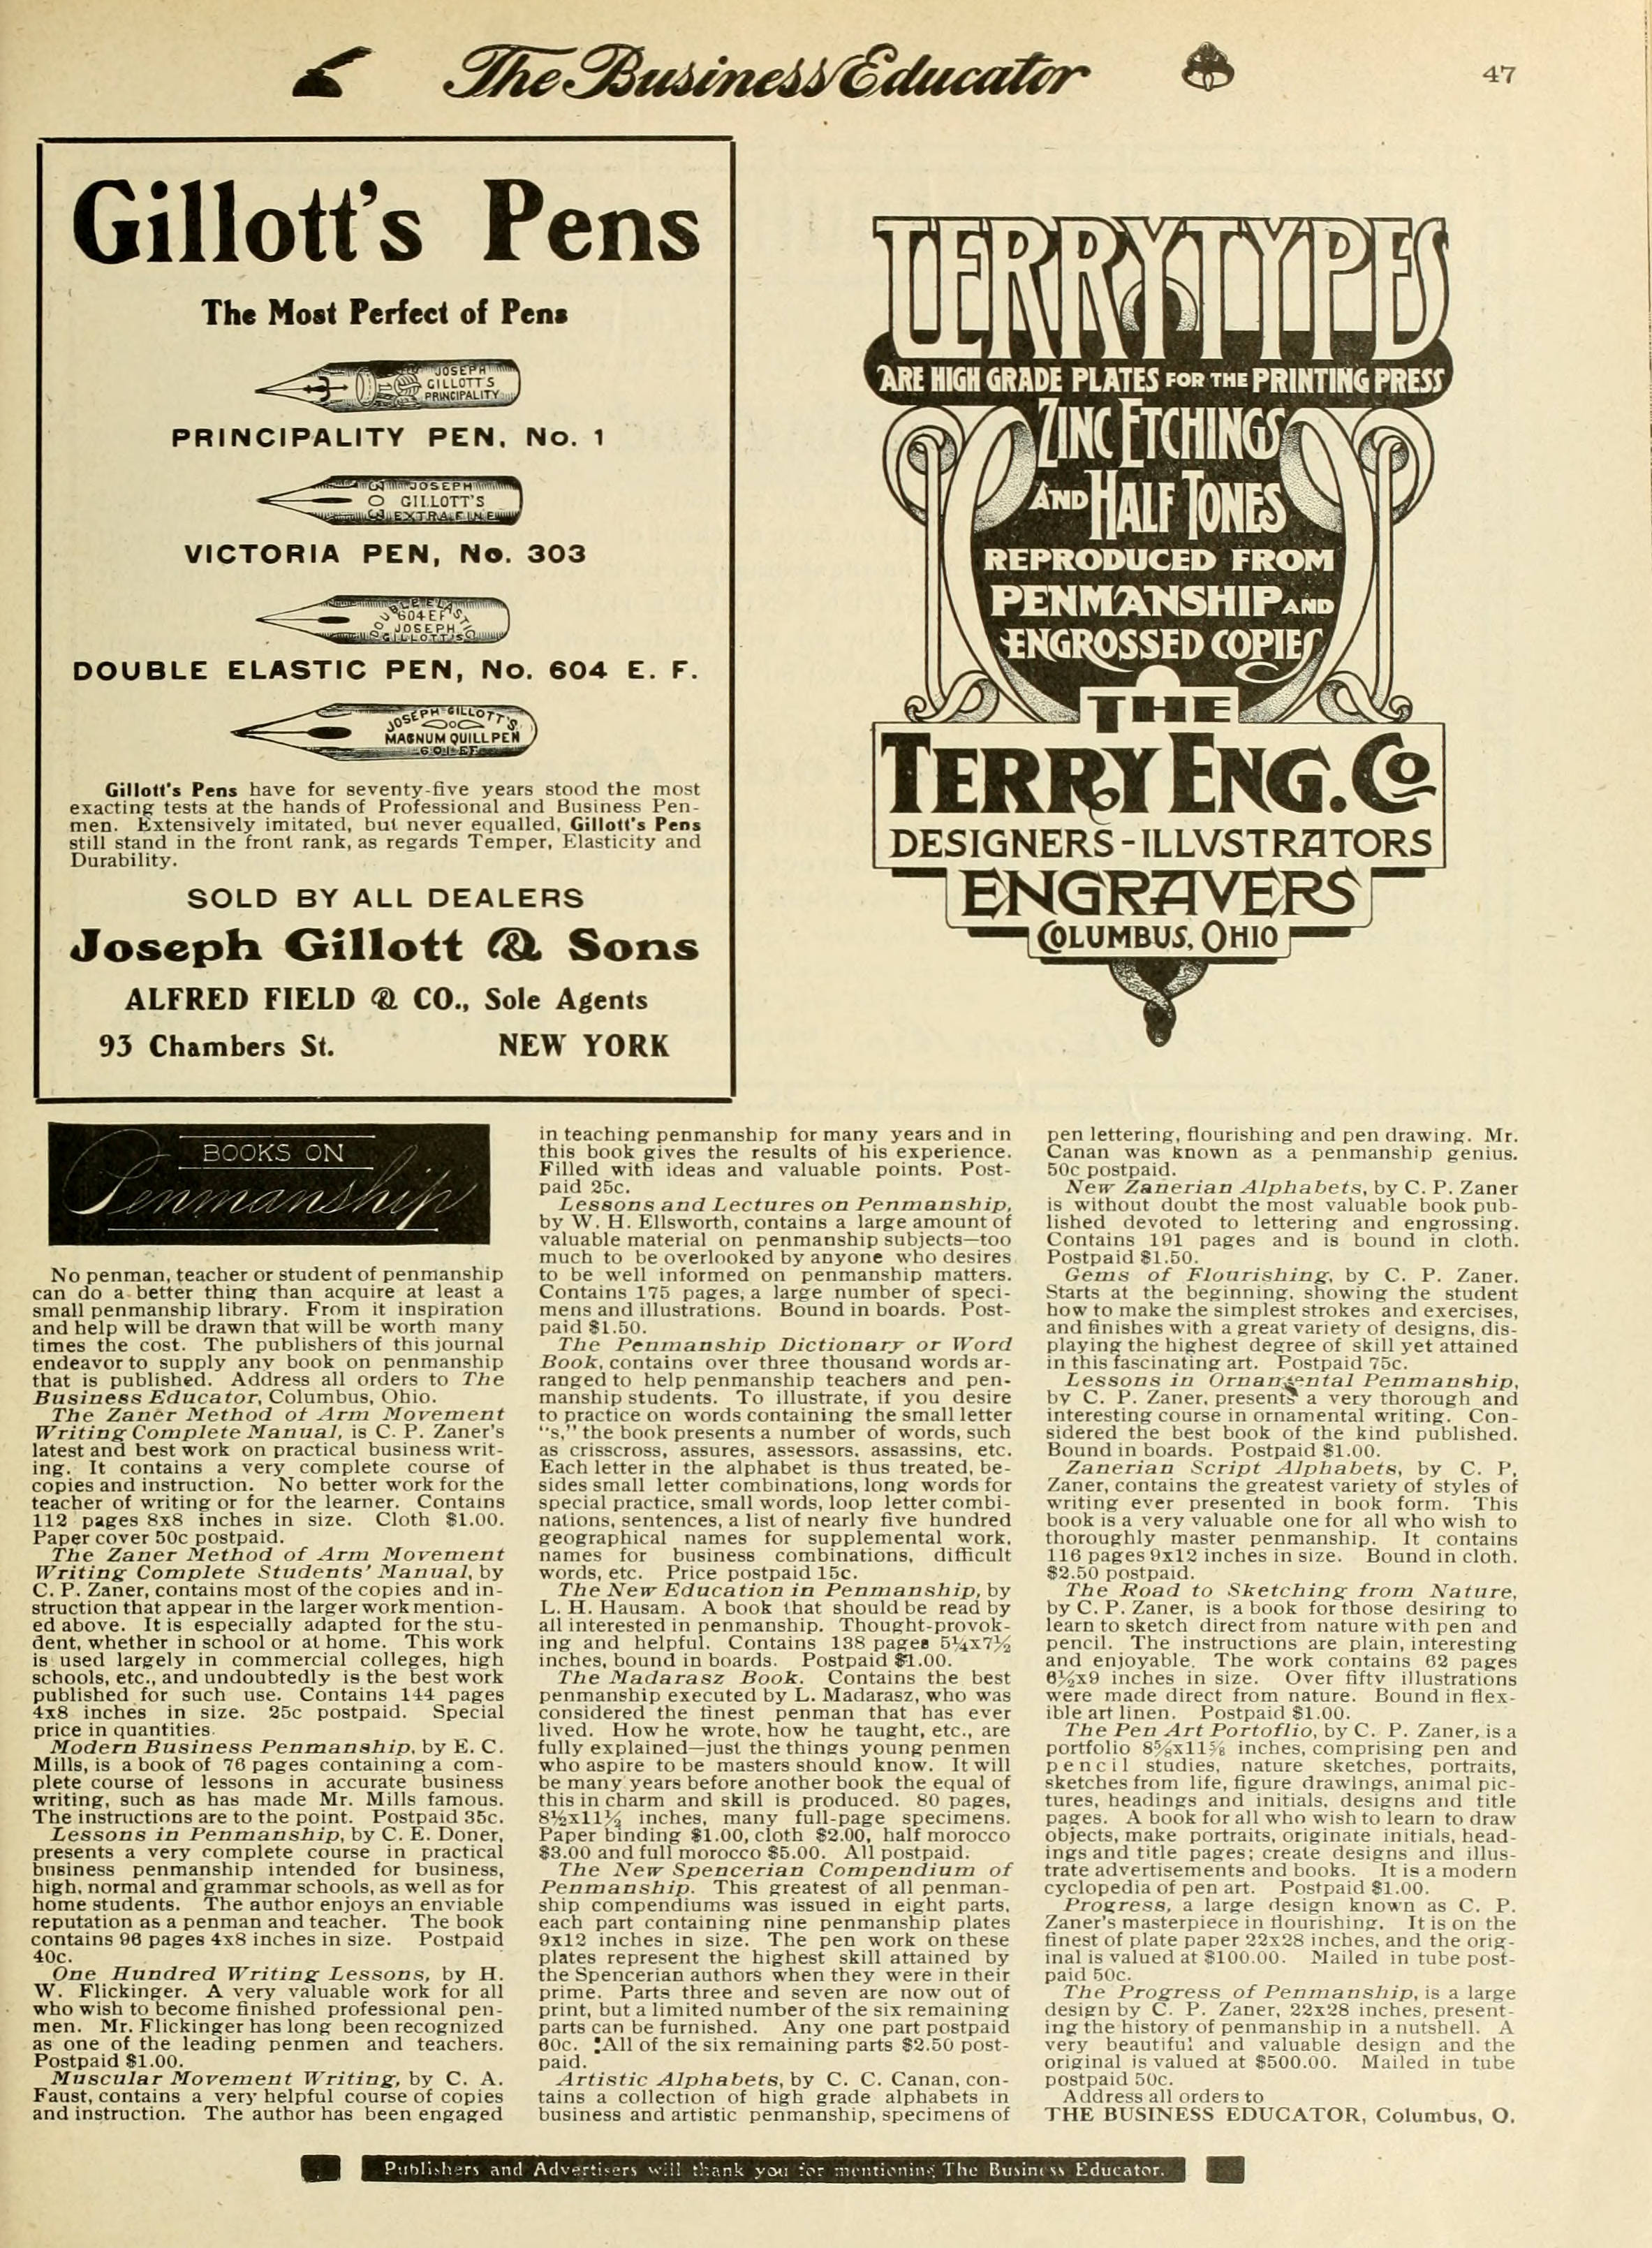 The Business Educator
47
Gillott's Pens
The Most Perfect of Pens
JOSEPH
GILLOTT'S
PRINCIPALITY
PRINCIPALITY PEN, No. 1
303
JOSEPH
GILLOTT'S
EXTRA FINE
VICTORIA PEN, No. 303
DOUBLE ELASTIC
604 EF
JOSEPH
GILLOTT'S
DOUBLE ELASTIC PEN, No. 604 E. F.
JOSEPH GILLOTT'S
MAGNUM QUILL PEN
601 EF
Gillott's Pens have for seventy-five years stood the most
exacting tests at the hands of Professional and Business Pen-
men. Extensively imitated, but never equalled, Gillott's Pens
still stand in the front rank, as regards Temper, Elasticity and
Durability.
SOLD BY ALL DEALERS
Joseph Gillott & Sons
ALFRED FIELD & CO., Sole Agents
93 Chambers St. NEW YORK
TERRYTYPES
ARE HIGH GRADE PLATES FOR THE PRINTING PRESS
ZINC ETCHINGS
AND HALF TONES
REPRODUCED FROM
PENMANSHIP AND
ENGROSSED COPIES
THE
TERRY ENG. Co
DESIGNERS-ILLVSTRATORS
ENGRAVERS
COLUMBUS, OHIO
BOOKS ON
Penmanship
No penman, teacher or student of penmanship
can do a better thing than acquire at least a
small penmanship library. From it inspiration
and help will be drawn that will be worth many
times the cost. The publishers of this journal
endeavor to supply any book on penmanship
that is published. Address all orders to The
Business Educator, Columbus, Ohio.
The Zaner Method of Arm Movement
Writing Complete Manual, is C. P. Zaner's
latest and best work on practical business writ-
ing. It contains a very complete course of
copies and instruction. No better work for the
teacher of writing or for the learner. Contains
112 pages 8x8 inches in size. Cloth $1.00.
Paper cover 50c postpaid.
The Zaner Method of Arm Movement
Writing Complete Students' Manual, by
C. P. Zaner, contains most of the copies and in-
struction that appear in the larger work mention-
ed above. It is especially adapted for the stu-
dent, whether in school or at home. This work
is used largely in commercial colleges, high
schools, etc., and undoubtedly is the best work
published for such use. Contains 144 pages
4x8 inches in size. 25c postpaid. Special
price in quantities.
Modern Business Penmanship, by E. C.
Mills, is a book of 76 pages containing a com-
plete course of lessons in accurate business
writing, such as has made Mr. Mills famous.
The instructions are to the point. Postpaid 35c.
Lessons in Penmanship, by C. E. Doner,
presents a very complete course in practical
business penmanship intended for business,
high, normal and grammar schools, as well as for
home students. The author enjoys an enviable
reputation as a penman and teacher. The book
contains 96 pages 4x8 inches in size. Postpaid
40c.
One Hundred Writing Lessons, by H.
W. Flickinger. A very valuable work for all
who wish to become finished professional pen-
men. Mr. Flickinger has long been recognized
as one of the leading penmen and teachers.
Postpaid $1.00.
Muscular Movement Writing, by C. A.
Faust, contains a very helpful course of copies
and instruction. The author has been engaged
in teaching penmanship for many years and in
this book gives the results of his experience.
Filled with ideas and valuable points. Post-
paid 25c.
Lessons and Lectures on Penmanship,
by W. H. Ellsworth, contains a large amount of
valuable material on penmanship subjects—too
much to be overlooked by anyone who desires
to be well informed on penmanship matters.
Contains 175 pages, a large number of speci-
mens and illustrations. Bound in boards. Post-
paid $1.50.
The Penmanship Dictionary or Word
Book, contains over three thousand words ar-
ranged to help penmanship teachers and pen-
manship students. To illustrate, if you desire
to practice on words containing the small letter
"s," the book presents a number of words, such
as crisscross, assures, assessors, assassins, etc.
Each letter in the alphabet is thus treated, be-
sides small letter combinations, long words for
special practice, small words, loop letter combi-
nations, sentences, a list of nearly five hundred
geographical names for supplemental work,
names for business combinations, difficult
words, etc. Price postpaid 15c.
The New Education in Penmanship, by
L. H. Hausam. A book that should be read by
all interested in penmanship. Thought-provok-
ing and helpful. Contains 138 pages 5¼x7½
inches, bound in boards. Postpaid $1.00.
The Madarasz Book. Contains the best
penmanship executed by L. Madarasz, who was
considered the finest penman that has ever
lived. How he wrote, how he taught, etc., are
fully explained—just the things young penmen
who aspire to be masters should know. It will
be many years before another book the equal of
this in charm and skill is produced. 80 pages,
8½x11½ inches, many full-page specimens.
Paper binding $1.00, cloth $2.00, half morocco
$3.00 and full morocco $5.00. All postpaid.
The New Spencerian Compendium of
Penmanship. This greatest of all penman-
ship compendiums was issued in eight parts,
each part containing nine penmanship plates
9x12 inches in size. The pen work on these
plates represent the highest skill attained by
the Spencerian authors when they were in their
prime. Parts three and seven are now out of
print, but a limited number of the six remaining
parts can be furnished. Any one part postpaid
60c. All of the six remaining parts $2.50 post-
paid.
Artistic Alphabets, by C. C. Canan, con-
tains a collection of high grade alphabets in
business and artistic penmanship, specimens of
pen lettering, flourishing and pen drawing. Mr.
Canan was known as a penmanship genius.
50c postpaid.
New Zanerian Alphabets, by C. P. Zaner
is without doubt the most valuable book pub-
lished devoted to lettering and engrossing.
Contains 191 pages and is bound in cloth.
Postpaid $1.50.
Gems of Flourishing, by C. P. Zaner.
Starts at the beginning, showing the student
how to make the simplest strokes and exercises,
and finishes with a great variety of designs, dis-
playing the highest degree of skill yet attained
in this fascinating art. Postpaid 75c.
Lessons in Ornamental Penmanship,
by C. P. Zaner, presents a very thorough and
interesting course in ornamental writing. Con-
sidered the best book of the kind published.
Bound in boards. Postpaid $1.00.
Zanerian Script Alphabets, by C. P,
Zaner, contains the greatest variety of styles of
writing ever presented in book form. This
book is a very valuable one for all who wish to
thoroughly master penmanship. It contains
116 pages 9x12 inches in size. Bound in cloth.
$2.50 postpaid.
The Road to Sketching from Nature,
by C. P. Zaner, is a book for those desiring to
learn to sketch direct from nature with pen and
pencil. The instructions are plain, interesting
and enjoyable. The work contains 62 pages
6½x9 inches in size. Over fifty illustrations
were made direct from nature. Bound in flex-
ible art linen. Postpaid $1.00.
The Pen Art Portoflio, by C. P. Zaner, is a
portfolio 8⅝x11⅝ inches, comprising pen and
pencil studies, nature sketches, portraits,
sketches from life, figure drawings, animal pic-
tures, headings and initials, designs and title
pages. A book for all who wish to learn to draw
objects, make portraits, originate initials, head-
ings and title pages; create designs and illus-
trate advertisements and books. It is a modern
cyclopedia of pen art. Postpaid $1.00.
Progress, a large design known as C. P.
Zaner's masterpiece in flourishing. It is on the
finest of plate paper 22x28 inches, and the orig-
inal is valued at $100.00. Mailed in tube post-
paid 50c.
The Progress of Penmanship, is a large
design by C. P. Zaner, 22x28 inches, present-
ing the history of penmanship in a nutshell. A
very beautiful and valuable design and the
original is valued at $500.00. Mailed in tube
postpaid 50c.
Address all orders to
THE BUSINESS EDUCATOR, Columbus, O.
Publishers and Advertisers will thank you for mentioning The Business Educator.